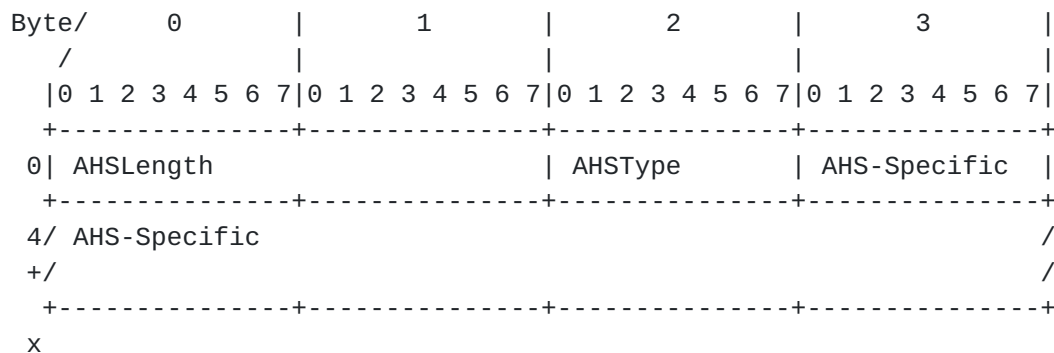 Byte/     0       |       1       |       2       |       3       |
   /              |               |               |               |
  |0 1 2 3 4 5 6 7|0 1 2 3 4 5 6 7|0 1 2 3 4 5 6 7|0 1 2 3 4 5 6 7|
  +---------------+---------------+---------------+---------------+
 0| AHSLength                     | AHSType       | AHS-Specific  |
  +---------------+---------------+---------------+---------------+
 4/ AHS-Specific                                                  /
 +/                                                               /
  +---------------+---------------+---------------+---------------+
 x